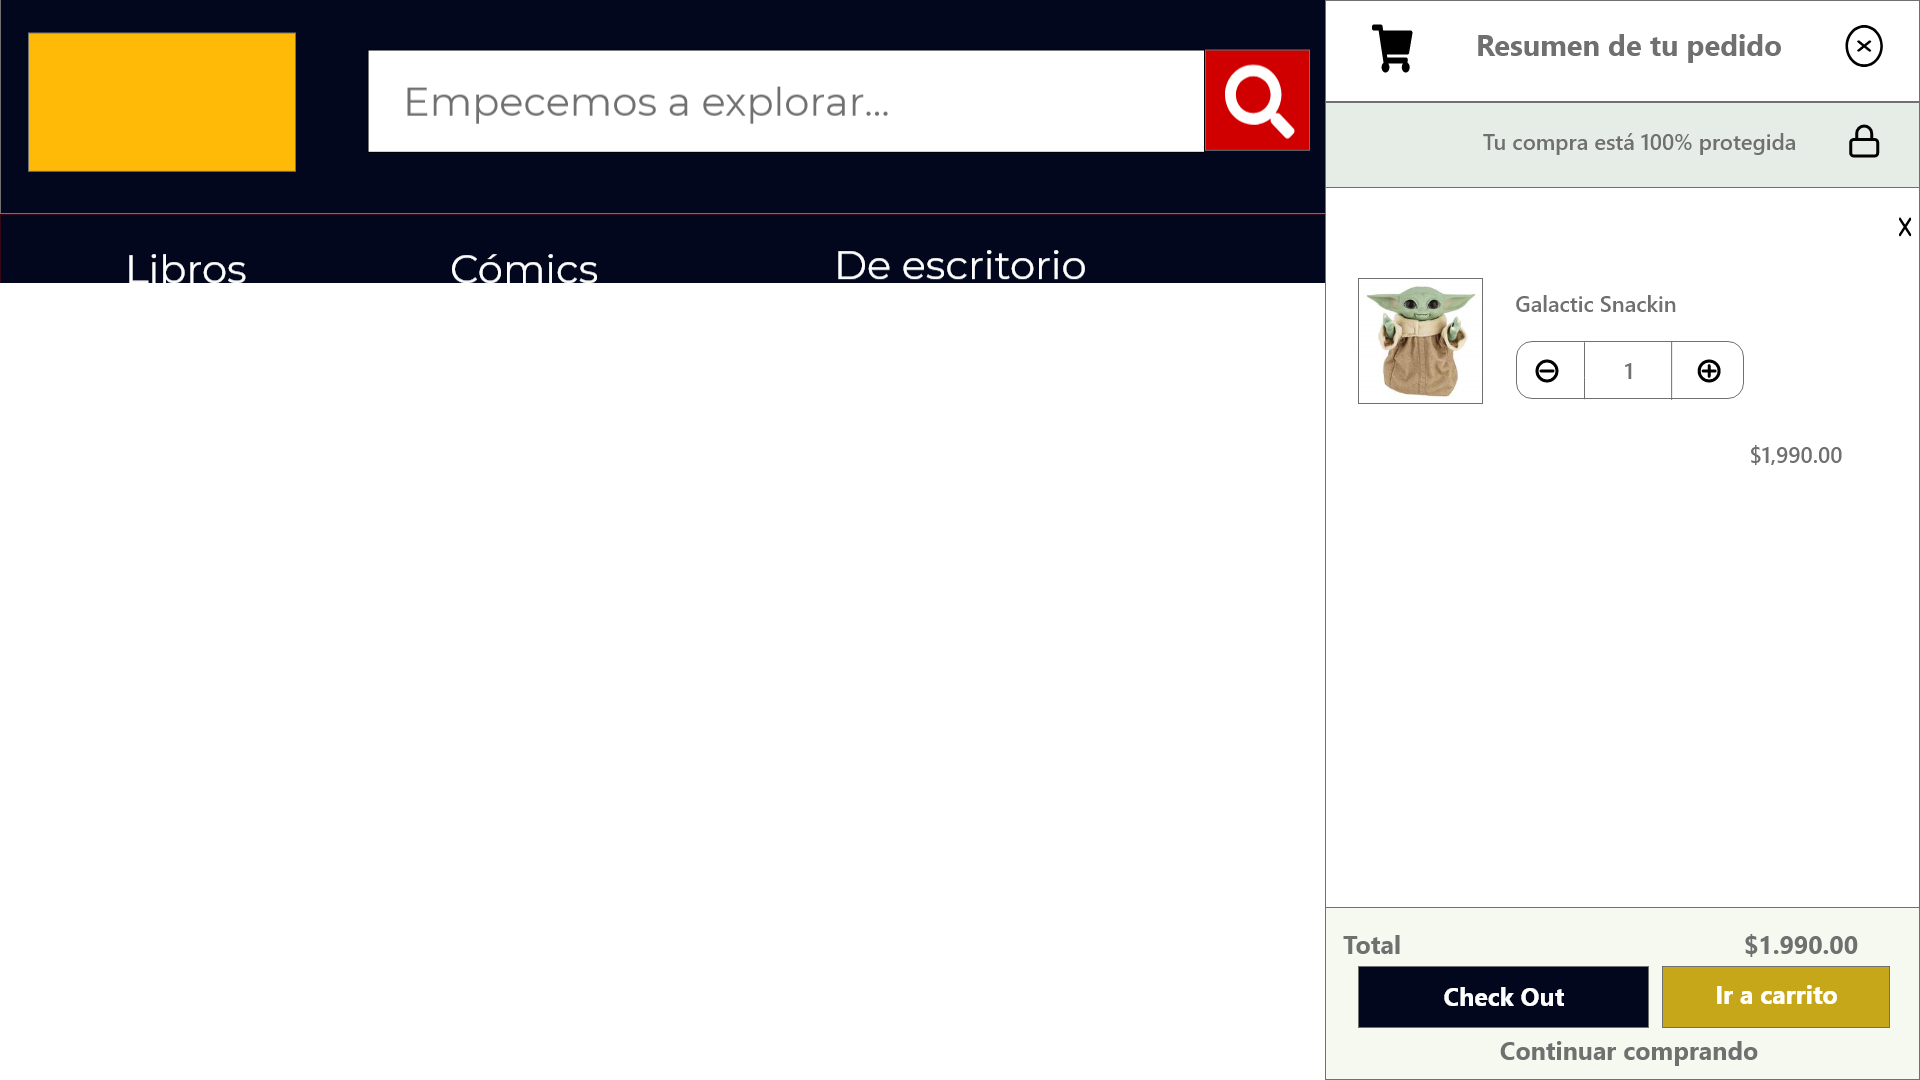 Empecemos a explorar...
Libros
Cómics
De escritorio
Resumen de tu pedido
Tu compra está 100% protegida
X
Galactic Snackin
1
$1,990.00
Total
$1.990.00
Check Out
Ir a carrito
Continuar comprando